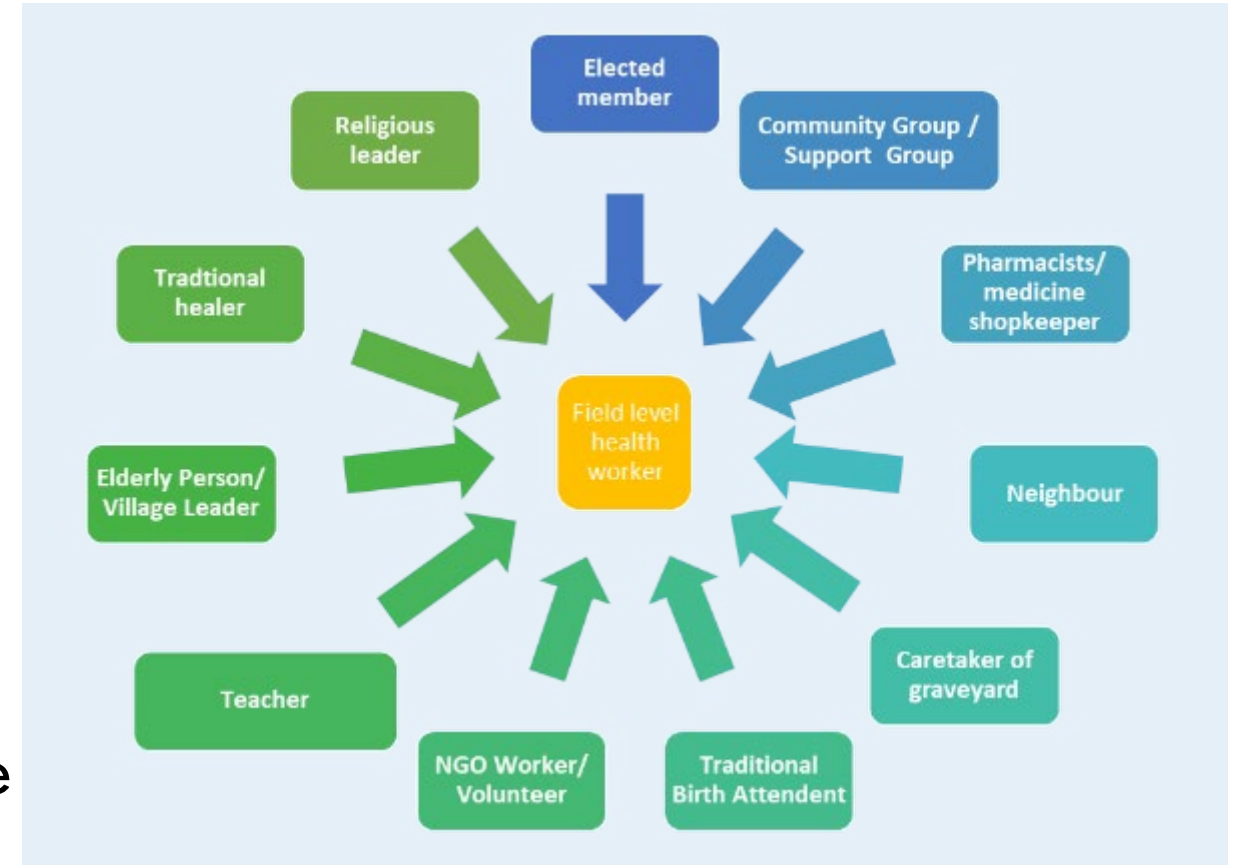 Elected
member
Community Group /
Support Group
Pharmacists/
medicine
shopkeeper
Neighbour
Caretaker of
graveyard
Traditional
Birth Attendent
NGO Worker/
Volunteer
Teacher
Elderly Person/
Village Leader
Tradtional
healer
Religious
leader
Field level
health
worker
e